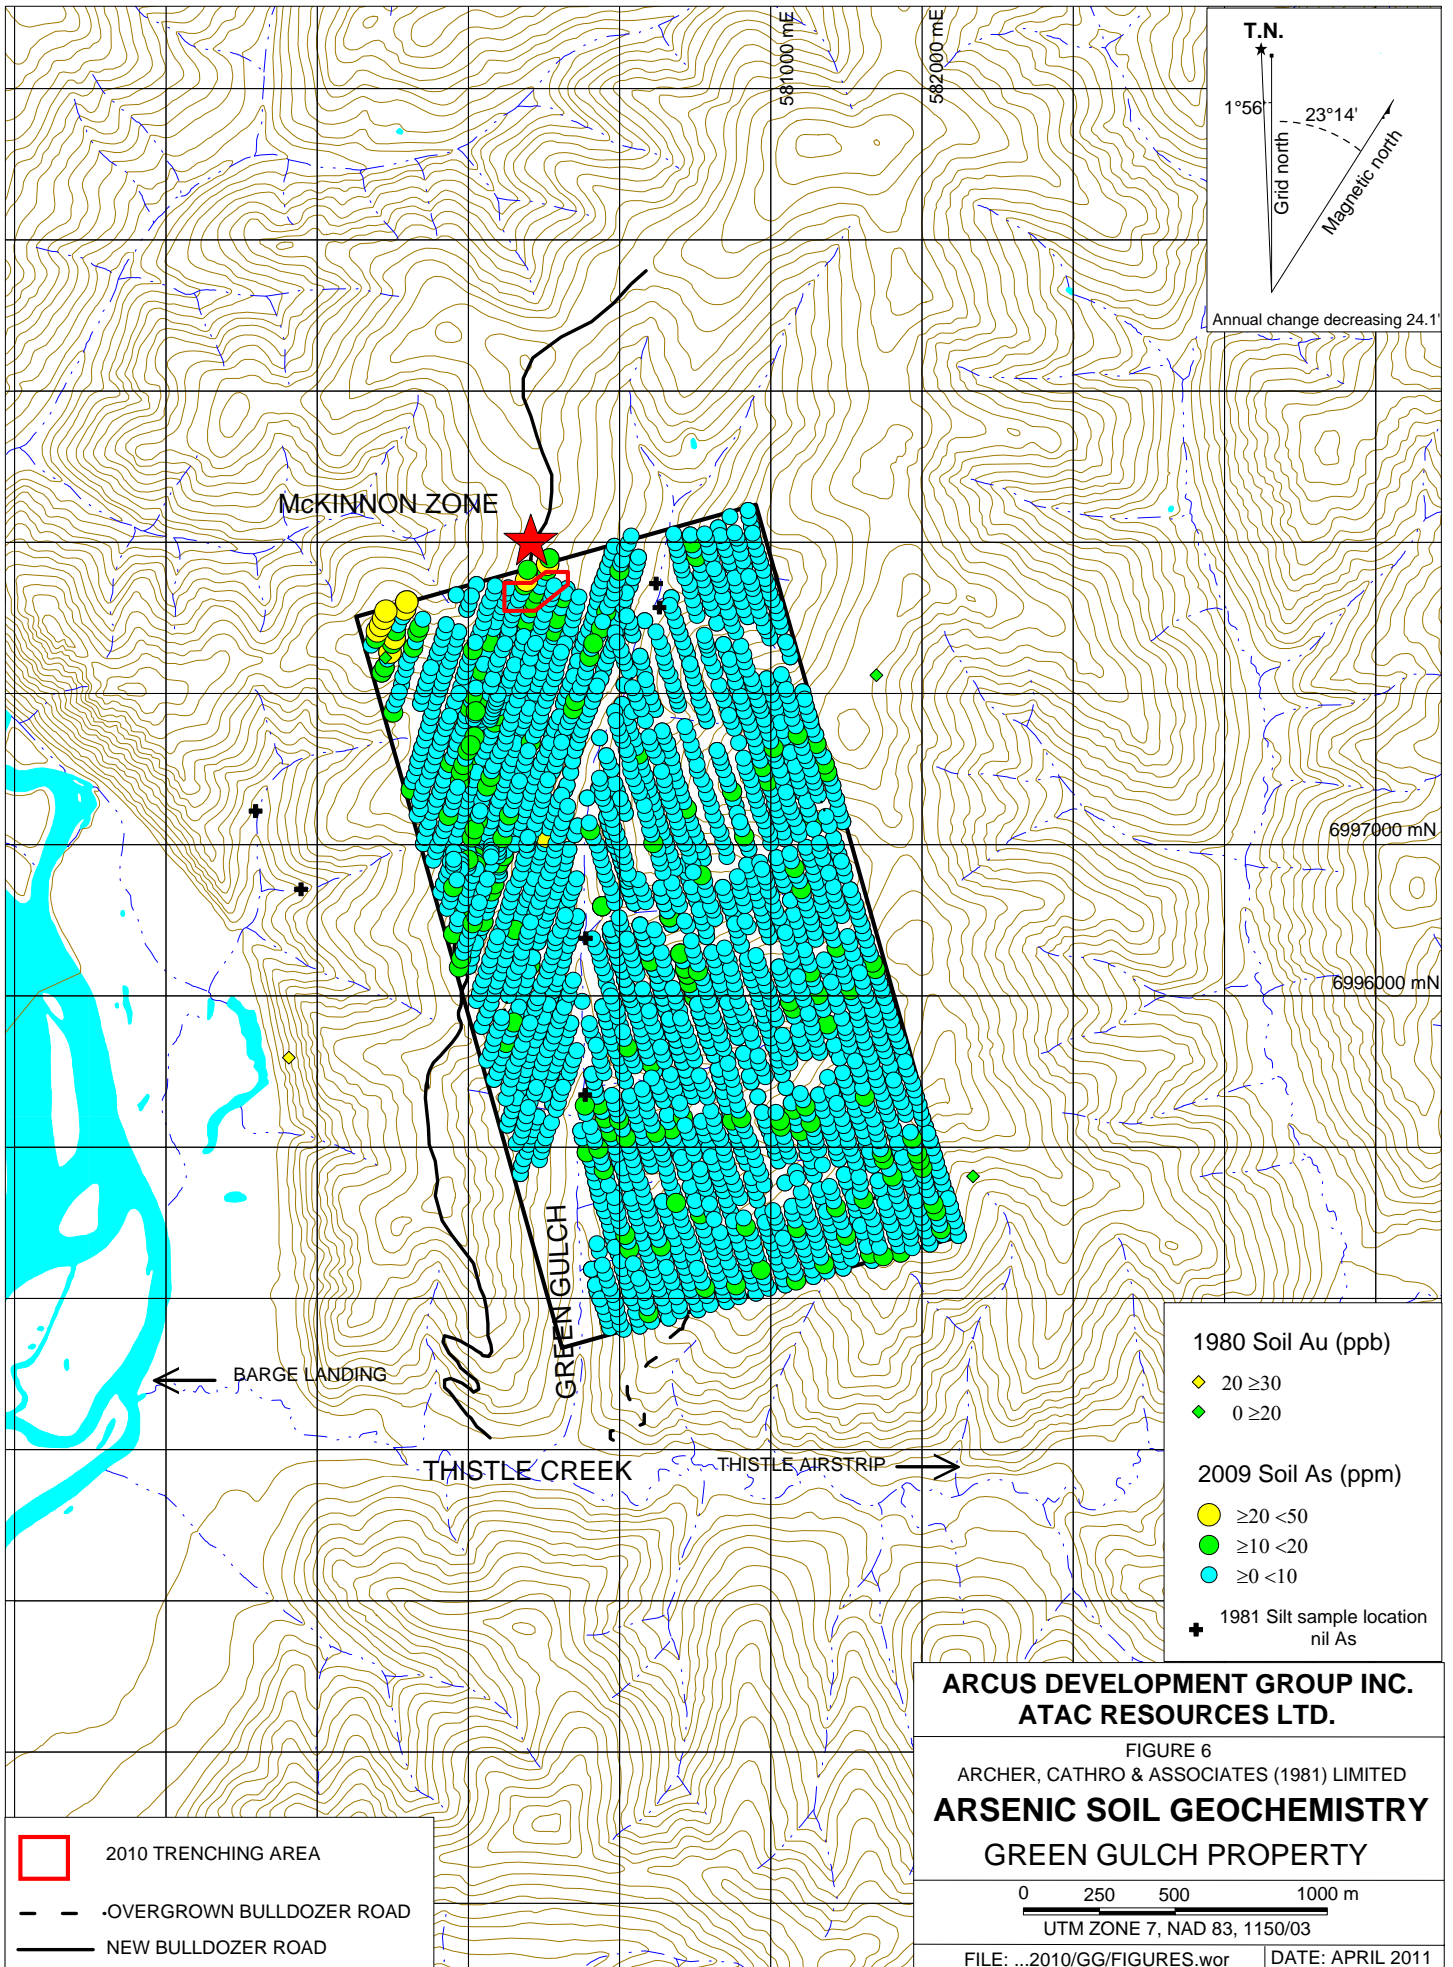 581000 mE
582000 mE
T.N.
1°56'
23°14'
Grid north
Magnetic north
Annual change decreasing 24.1'
McKINNON ZONE
6997000 mN
6996000 mN
GREEN GULCH
BARGE LANDING
THISTLE CREEK
THISTLE AIRSTRIP
1980 Soil Au (ppb)
20 ≥30
0 ≥20
2009 Soil As (ppm)
≥20 <50
≥10 <20
≥0 <10
1981 Silt sample location
nil As
ARCUS DEVELOPMENT GROUP INC.
ATAC RESOURCES LTD.
FIGURE 6
ARCHER, CATHRO & ASSOCIATES (1981) LIMITED
ARSENIC SOIL GEOCHEMISTRY
GREEN GULCH PROPERTY
0 250 500 1000 m
UTM ZONE 7, NAD 83, 1150/03
FILE: ...2010/GG/FIGURES.wor
DATE: APRIL 2011
2010 TRENCHING AREA
OVERGROWN BULLDOZER ROAD
NEW BULLDOZER ROAD